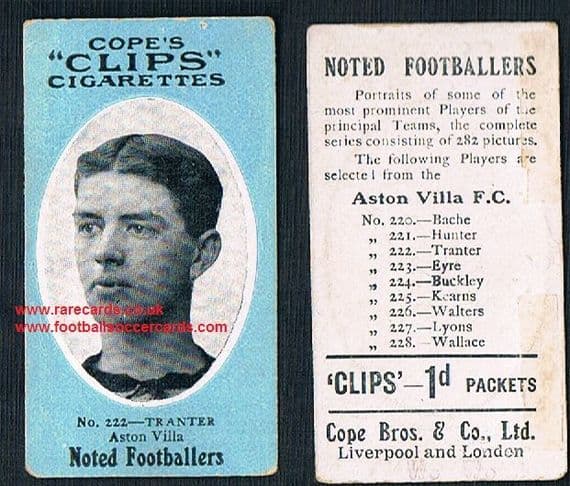 COPE'S
"CLIPS"
CIGARETTES
www.rarecards.co.uk
www.footballsoccercards.com
No. 222—TRANTER
Aston Villa
Noted Footballers
NOTED FOOTBALLERS
Portraits of some of the
most prominent Players of the
principal Teams, the complete
series consisting of 282 pictures.
The following Players are
selected from the
Aston Villa F.C.
No. 220.—Bache
„ 221.—Hunter
„ 222.—Tranter
„ 223.—Eyre
„ 224.—Buckley
„ 225.—Kearns
„ 226.—Walters
„ 227.—Lyons
„ 228.—Wallace
'CLIPS'—1d PACKETS
Cope Bros. & Co., Ltd.
Liverpool and London